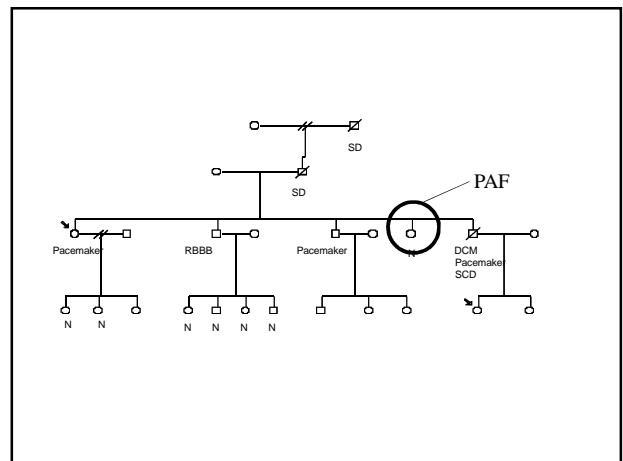 SD
PAF
SD
Pacemaker
RBBB
Pacemaker
N
DCM
Pacemaker
SCD
N N
N N N N